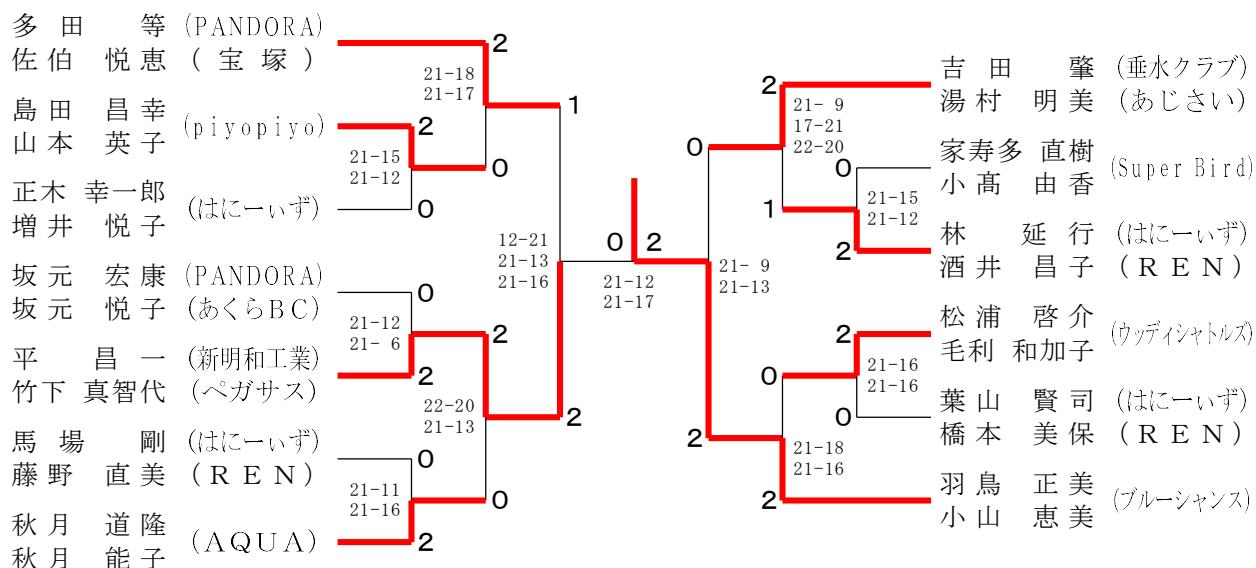 多田 等 (PANDORA)
佐伯 悦恵 (宝塚)
島田 昌幸
山本 英子
(piyopiyo)
正木 幸一郎
増井 悦子
(はにーぃず)
坂元 宏康 (PANDORA)
坂元 悦子 (あくらBC)
平 昌一 (新明和工業)
竹下 真智代 (ペガサス)
馬場 剛 (はにーぃず)
藤野 直美 (REN)
秋月 道隆
秋月 能子
(AQUA)
2
21-18
21-17
1
2
21-15
21-12
0
0
12-21
21-13
21-16
0
21-12
21-6
2
2
22-20
21-13
2
0
21-11
21-16
0
2
0 2
21-12
21-17
2
21-9
17-21
22-20
0
0
21-15
21-12
1
2
21-9
21-13
2
21-16
21-16
0
0
2
21-18
21-16
2
吉田 肇 (垂水クラブ)
湯村 明美 (あじさい)
家寿多 直樹
小髙 由香
(Super Bird)
林 延行 (はにーぃず)
酒井 昌子 (REN)
松浦 啓介
毛利 和加子
(ウッディシャトルズ)
葉山 賢司 (はにーぃず)
橋本 美保 (REN)
羽鳥 正美
小山 恵美
(ブルーシャンス)